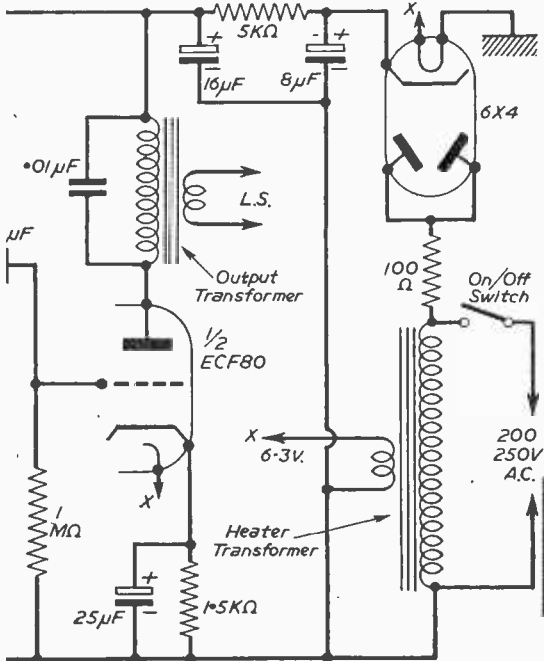 X
5KΩ
+
-
+
16µF
−
8µF
−
6X4
·01µF
L.S.
µF
Output
Transformer
100
Ω
On/Off
Switch
1/2
ECF80
X
6·3V.
200
250V
A.C.
X
1
MΩ
Heater
Transformer
+
25µF
−
1·5KΩ